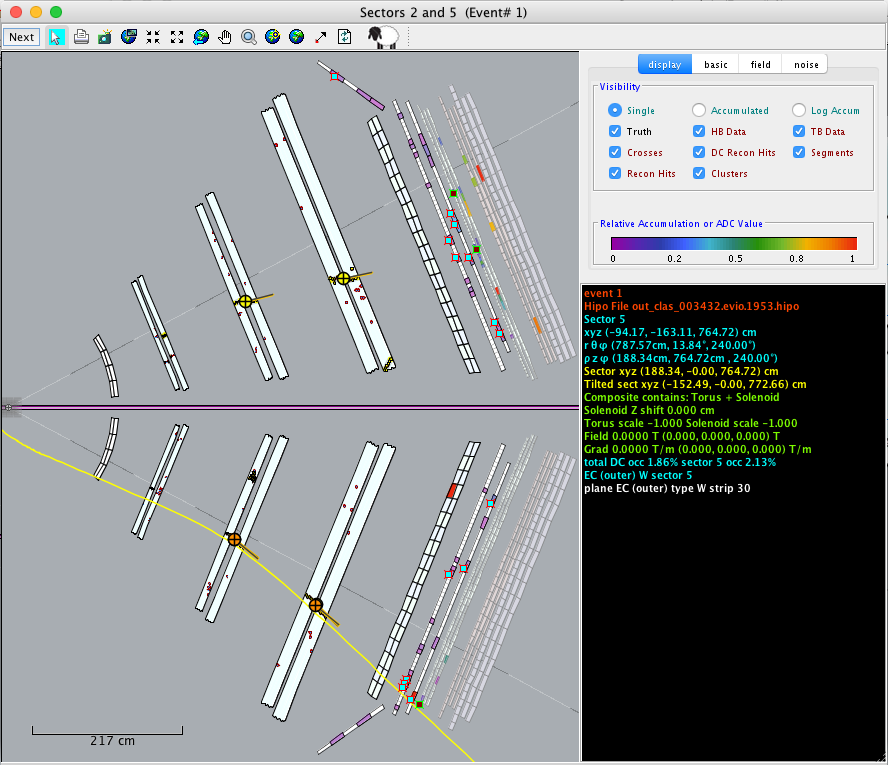 Sectors 2 and 5 (Event# 1)
Next
display basic field noise
Visibility
Single Accumulated Log Accum
Truth HB Data TB Data
Crosses DC Recon Hits Segments
Recon Hits Clusters
Relative Accumulation or ADC Value
0 0.2 0.5 0.8 1
event 1
Hipo File out_clas_003432.evio.1953.hipo
Sector 5
xyz (-94.17, -163.11, 764.72) cm
r θ φ (787.57cm, 13.84°, 240.00°)
ρ z φ (188.34cm, 764.72cm , 240.00°)
Sector xyz (188.34, -0.00, 764.72) cm
Tilted sect xyz (-152.49, -0.00, 772.66) cm
Composite contains: Torus + Solenoid
Solenoid Z shift 0.000 cm
Torus scale -1.000 Solenoid scale -1.000
Field 0.0000 T (0.000, 0.000, 0.000) T
Grad 0.0000 T/m (0.000, 0.000, 0.000) T/m
total DC occ 1.86% sector 5 occ 2.13%
EC (outer) W sector 5
plane EC (outer) type W strip 30
217 cm